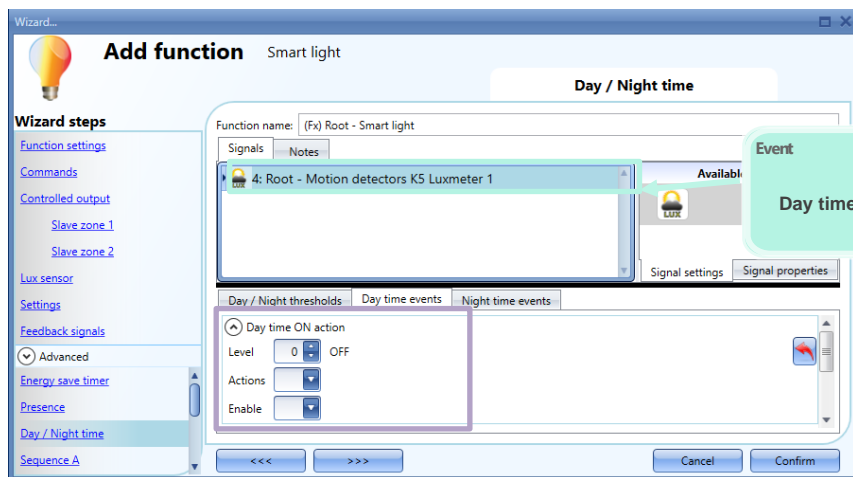 Wizard...
Add function Smart light
Day / Night time
Wizard steps
Function settings
Commands
Controlled output
Slave zone 1
Slave zone 2
Lux sensor
Settings
Feedback signals
Advanced
Energy save timer
Presence
Day / Night time
Sequence A
Function name: (Fx) Root - Smart light
Signals Notes
LUX 4: Root - Motion detectors K5 Luxmeter 1
LUX
Event
Day time
Signal settings Signal properties
Day / Night thresholds Day time events Night time events
Day time ON action
Level 0 OFF
Actions
Enable
<<< >>> Cancel Confirm